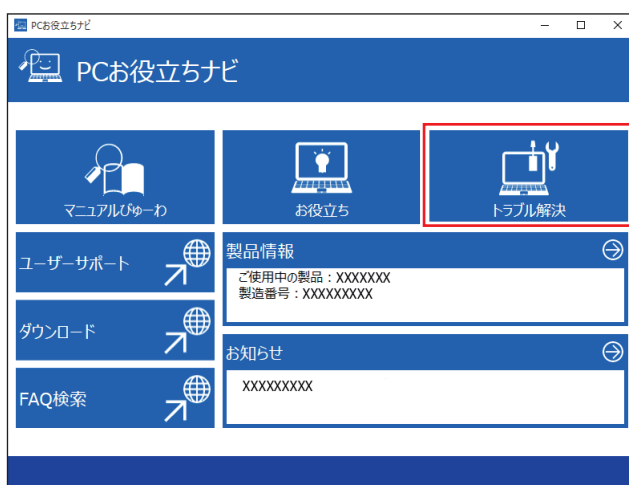 PCお役立ちナビ
PCお役立ちナビ
マニュアルびゅーわ
お役立ち
トラブル解決
ユーザーサポート
製品情報
ご使用中の製品：XXXXXXX
製造番号：XXXXXXXXX
ダウンロード
お知らせ
XXXXXXXXX
FAQ検索